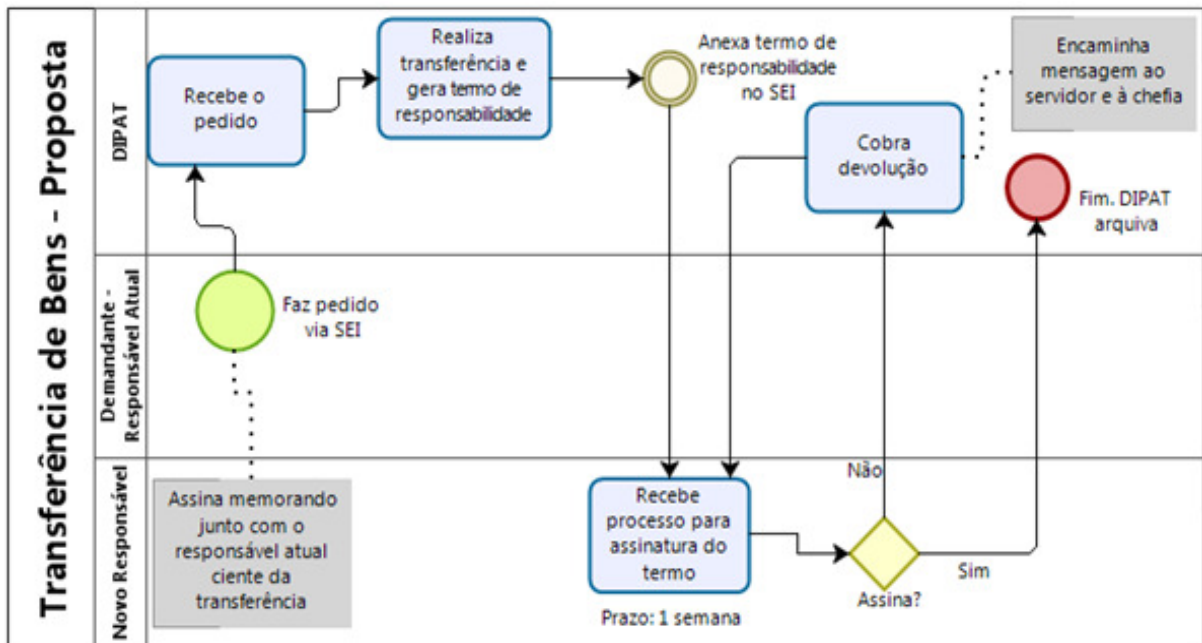 Transferência de Bens - Proposta
DIPAT
Recebe o
pedido
Realiza
transferência e
gera termo de
responsabilidade
Anexa termo de
responsabilidade
no SEI
Cobra
devolução
Encaminha
mensagem ao
servidor e à chefia
Fim. DIPAT
arquiva
Demandante -
Responsável Atual
Faz pedido
via SEI
Novo Responsável
Assina memorando
junto com o
responsável atual
ciente da
transferência
Recebe
processo para
assinatura do
termo
Prazo: 1 semana
Não
Sim
Assina?